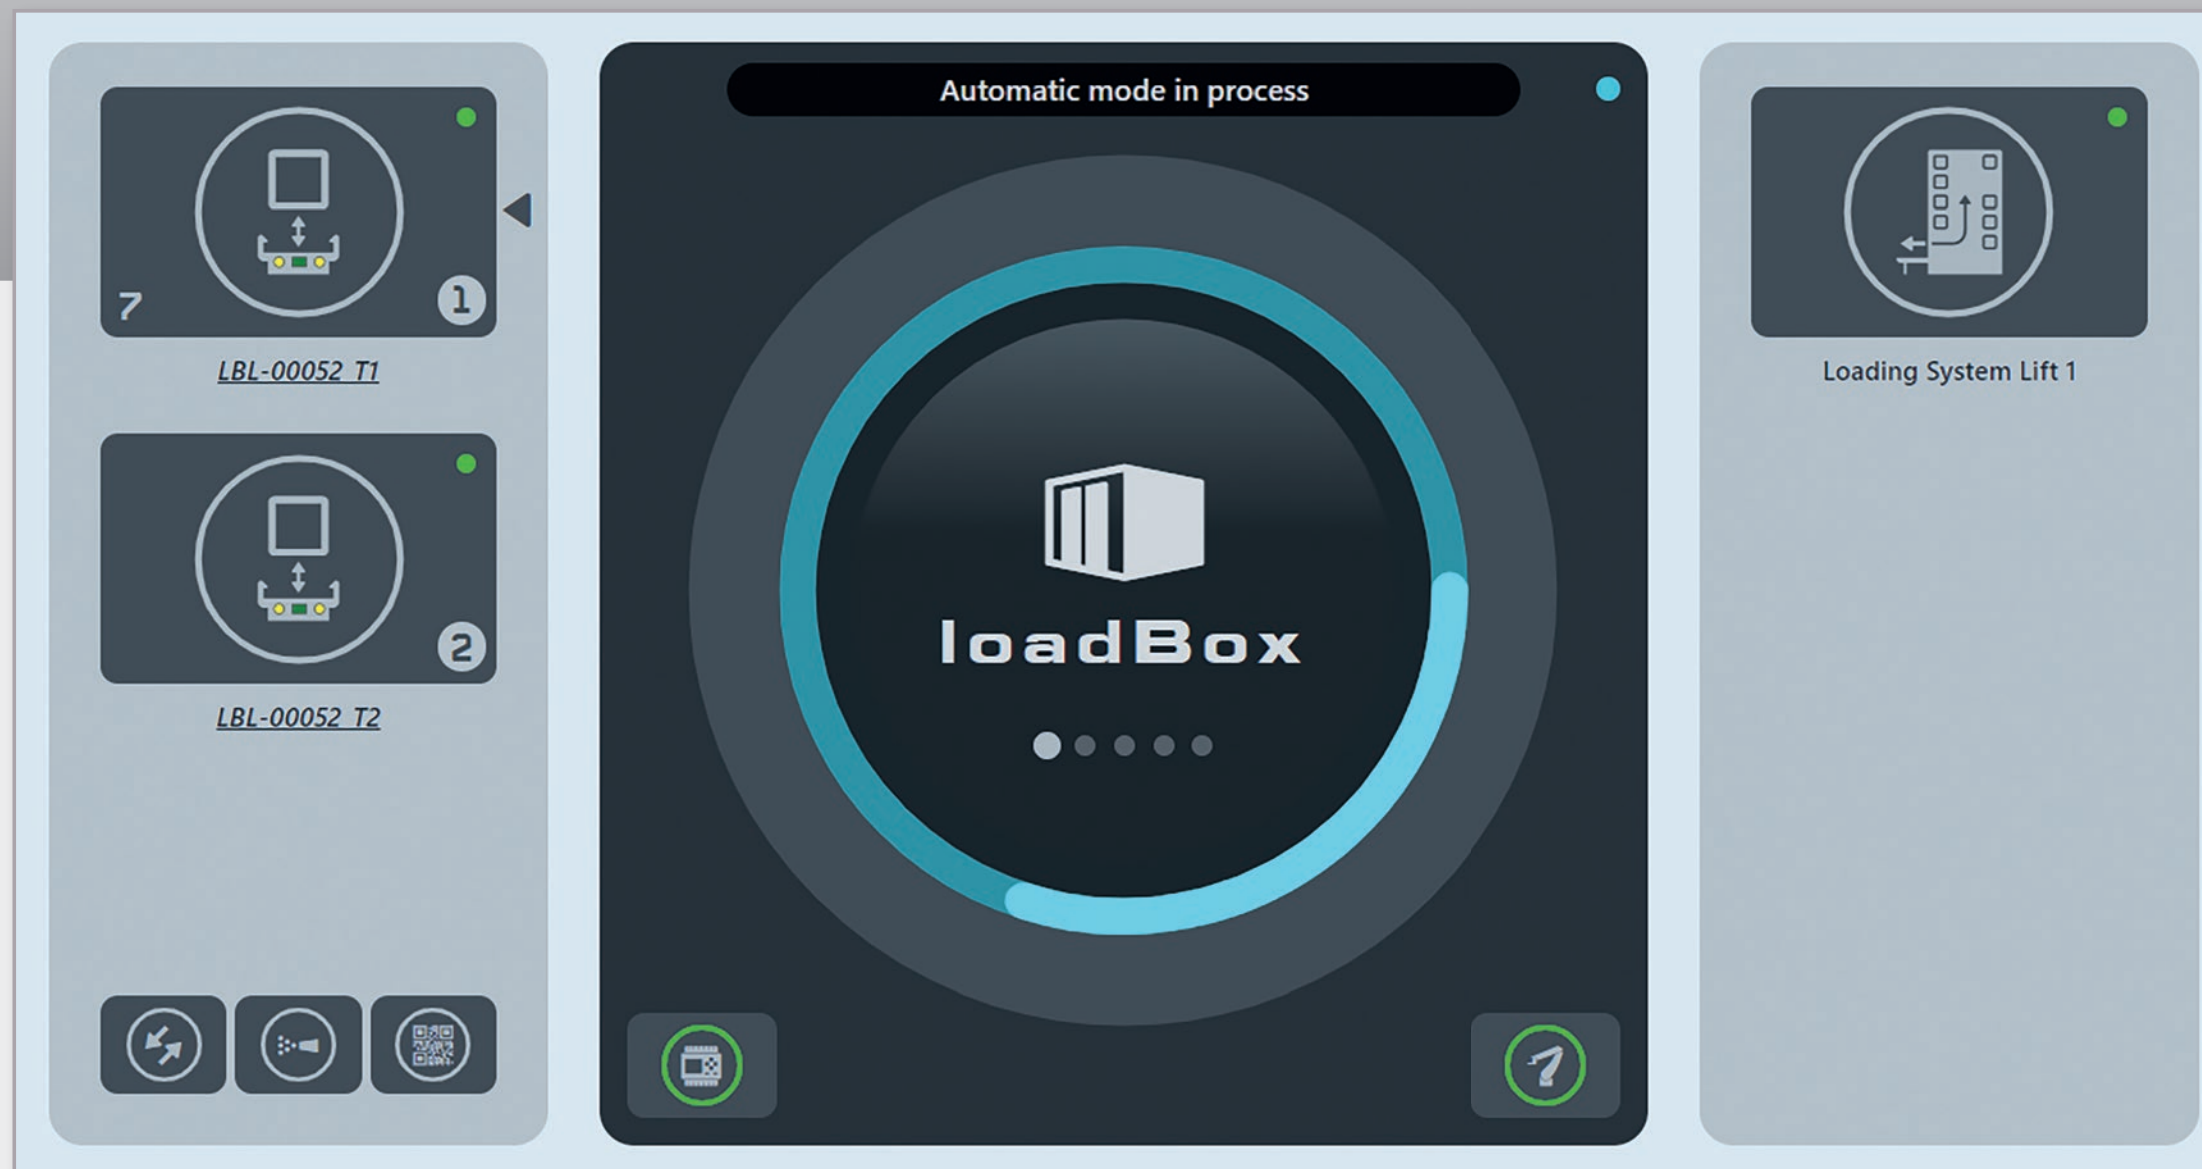 7
1
LBL-00052_T1
2
LBL-00052_T2
Automatic mode in process
loadBox
Loading System Lift 1